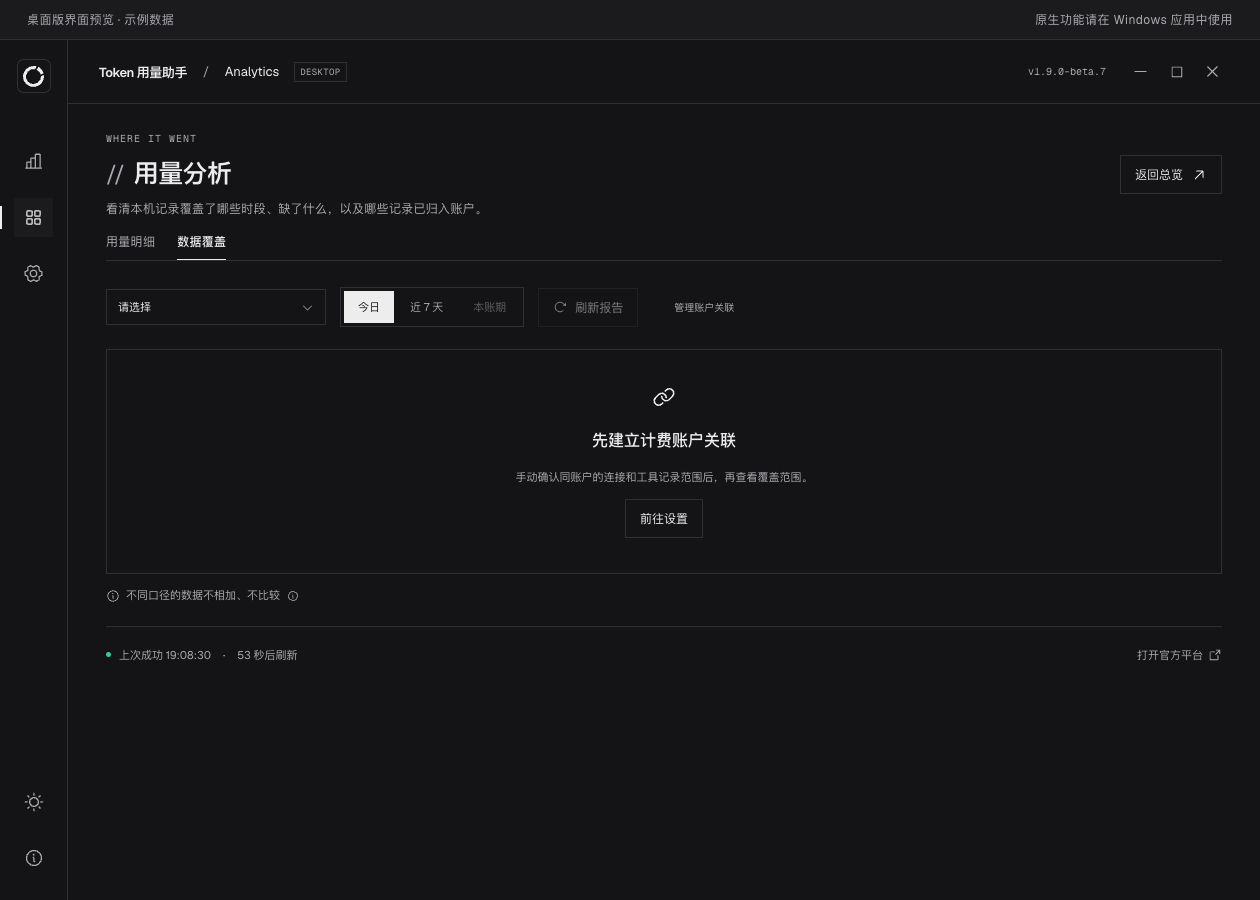 桌面版界面预览 · 示例数据
原生功能请在 Windows 应用中使用
Token 用量助手 / Analytics DESKTOP
v1.9.0-beta.7
WHERE IT WENT
// 用量分析
返回总览
看清本机记录覆盖了哪些时段、缺了什么，以及哪些记录已归入账户。
用量明细 数据覆盖
请选择 今日 近 7 天 本账期 刷新报告 管理账户关联
先建立计费账户关联
手动确认同账户的连接和工具记录范围后，再查看覆盖范围。
前往设置
不同口径的数据不相加、不比较
上次成功 19:08:30 · 53 秒后刷新
打开官方平台